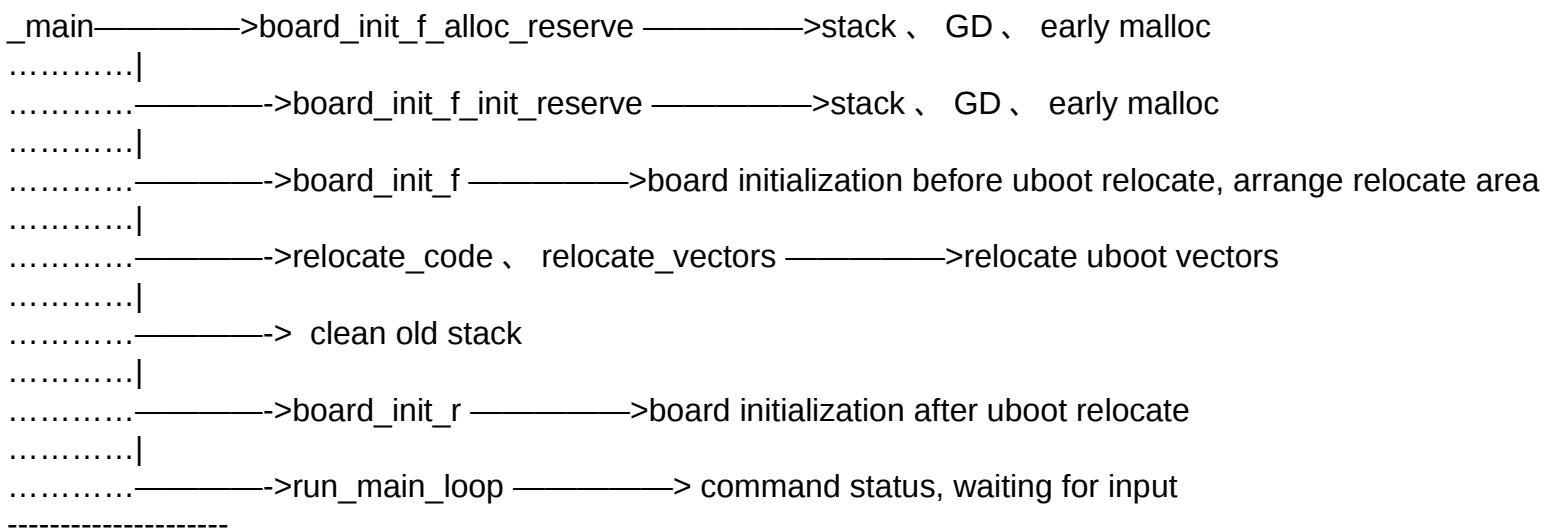 _main—————>board_init_f_alloc_reserve —————>stack 、 GD 、 early malloc
…………|
…………————->board_init_f_init_reserve —————>stack 、 GD 、 early malloc
…………|
…………————->board_init_f —————>board initialization before uboot relocate, arrange relocate area
…………|
…………————->relocate_code 、 relocate_vectors —————>relocate uboot vectors
…………|
…………————-> clean old stack
…………|
…………————->board_init_r —————>board initialization after uboot relocate
…………|
…………————->run_main_loop —————> command status, waiting for input
---------------------